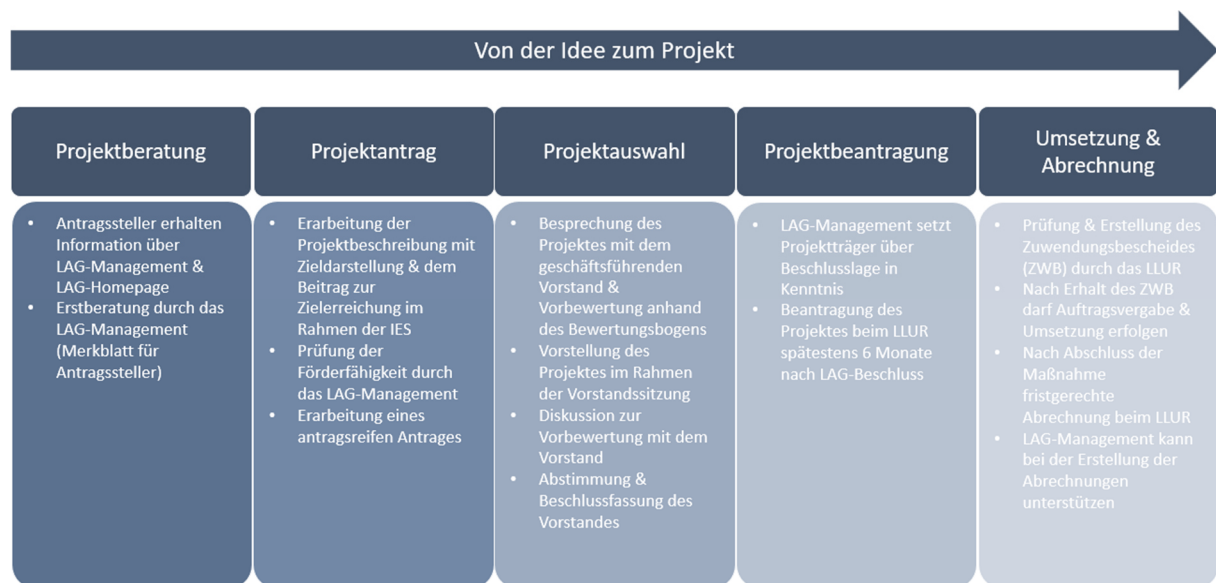 Von der Idee zum Projekt
Projektberatung
• Antragssteller erhalten
Information über
LAG-Management &
LAG-Homepage
• Erstberatung durch das
LAG-Management
(Merkblatt für
Antragssteller)
Projektantrag
• Erarbeitung der
Projektbeschreibung mit
Zieldarstellung & dem
Beitrag zur
Zielerreichung im
Rahmen der IES
• Prüfung der
Förderfähigkeit durch
das LAG-Management
• Erarbeitung eines
antragsreifen Antrages
Projektauswahl
• Besprechung des
Projektes mit dem
geschäftsführenden
Vorstand &
Vorbewertung anhand
des Bewertungsbogens
• Vorstellung des
Projektes im Rahmen
der Vorstandssitzung
• Diskussion zur
Vorbewertung mit dem
Vorstand
• Abstimmung &
Beschlussfassung des
Vorstandes
Projektbeantragung
• LAG-Management setzt
Projektträger über
Beschlusslage in
Kenntnis
• Beantragung des
Projektes beim LLUR
spätestens 6 Monate
nach LAG-Beschluss
Umsetzung &
Abrechnung
• Prüfung & Erstellung des
Zuwendungsbescheides
(ZWB) durch das LLUR
• Nach Erhalt des ZWB
darf Auftragsvergabe &
Umsetzung erfolgen
• Nach Abschluss der
Maßnahme
fristgerechte
Abrechnung beim LLUR
• LAG-Management kann
bei der Erstellung der
Abrechnungen
unterstützen